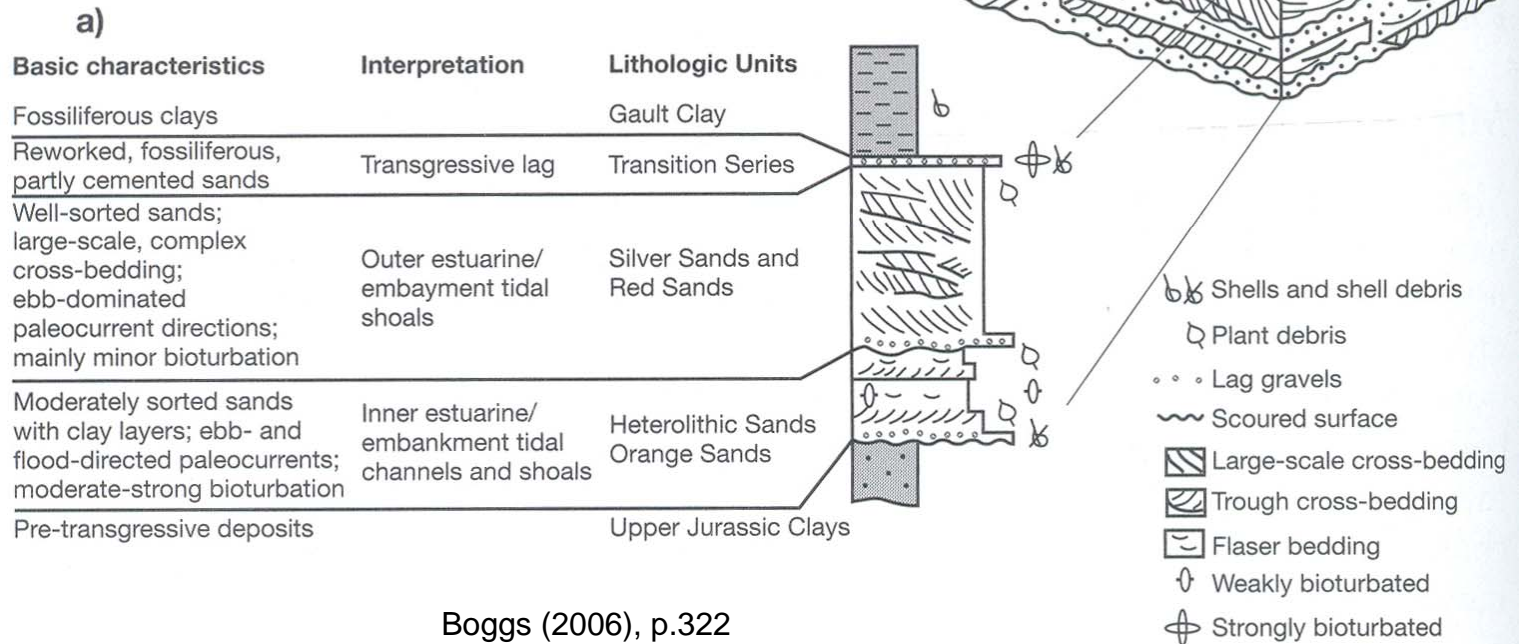 a)
Basic characteristics
Interpretation
Lithologic Units
Fossiliferous clays
Gault Clay
Reworked, fossiliferous,
partly cemented sands
Transgressive lag
Transition Series
Well-sorted sands;
large-scale, complex
cross-bedding;
ebb-dominated
paleocurrent directions;
mainly minor bioturbation
Outer estuarine/
embayment tidal
shoals
Silver Sands and
Red Sands
Moderately sorted sands
with clay layers; ebb- and
flood-directed paleocurrents;
moderate-strong bioturbation
Inner estuarine/
embankment tidal
channels and shoals
Heterolithic Sands
Orange Sands
Pre-transgressive deposits
Upper Jurassic Clays
Shells and shell debris
Plant debris
Lag gravels
Scoured surface
Large-scale cross-bedding
Trough cross-bedding
Flaser bedding
Weakly bioturbated
Strongly bioturbated
Boggs (2006), p.322